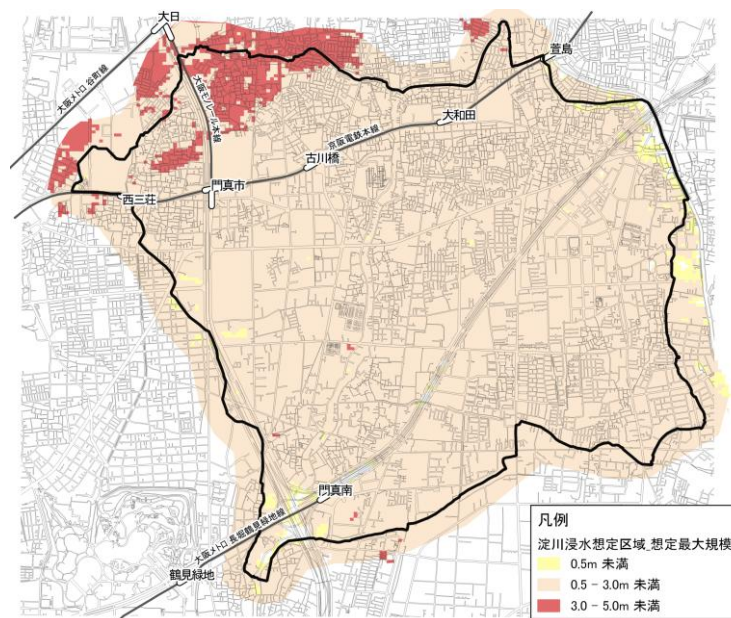 大日
萱島
大阪メトロ 谷町線
大阪モノレール本線
大和田
京阪電鉄本線
古川橋
門真市
西三荘
門真南
大阪メトロ 長堀鶴見緑地線
鶴見緑地
凡例
淀川浸水想定区域_想定最大規模
0.5m 未満
0.5 - 3.0m 未満
3.0 - 5.0m 未満